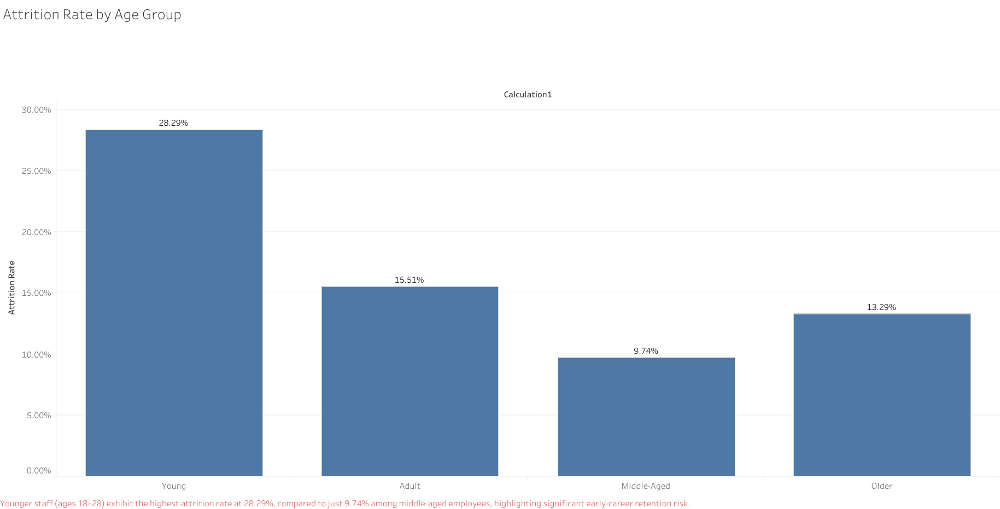 Attrition Rate by Age Group
Calculation1
30.00%
28.29%
25.00%
20.00%
15.51%
15.00%
13.29%
10.00%
9.74%
5.00%
0.00%
Attrition Rate
Young
Adult
Middle-Aged
Older
Younger staff (ages 18–28) exhibit the highest attrition rate at 28.29%, compared to just 9.74% among middle-aged employees, highlighting significant early-career retention risk.